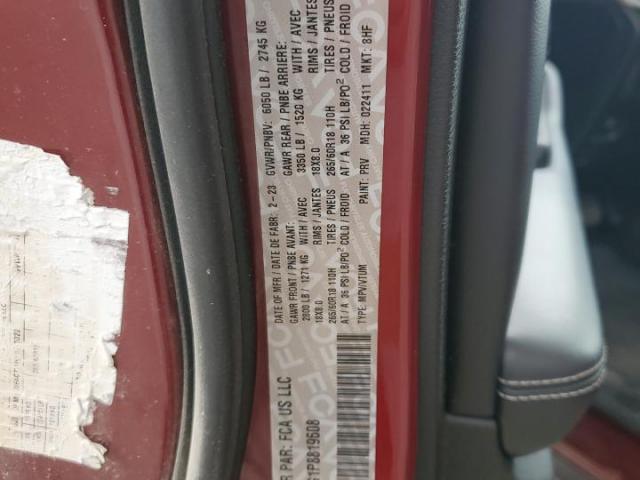 R PAR: FCA US LLC
DATE OF MFR / DATE DE FABR: 2-23 GVWR/PNBV: 6050 LB / 2745 KG
GAWR FRONT / PNBE AVANT: GAWR REAR / PNBE ARRIERE:
2800 LB / 1271 KG WITH / AVEC 3350 LB / 1520 KG WITH / AVEC
18X8.0 RIMS / JANTES 18X8.0 RIMS / JANTES
265/60R18 110H TIRES / PNEUS 265/60R18 110H TIRES / PNEUS
AT / A 36 PSI LB/PO² COLD / FROID AT / A 36 PSI LB/PO² COLD / FROID
1P8819608
TYPE: MPV/VTUM PAINT: PRV MDH: 022411 MKT: 8HF